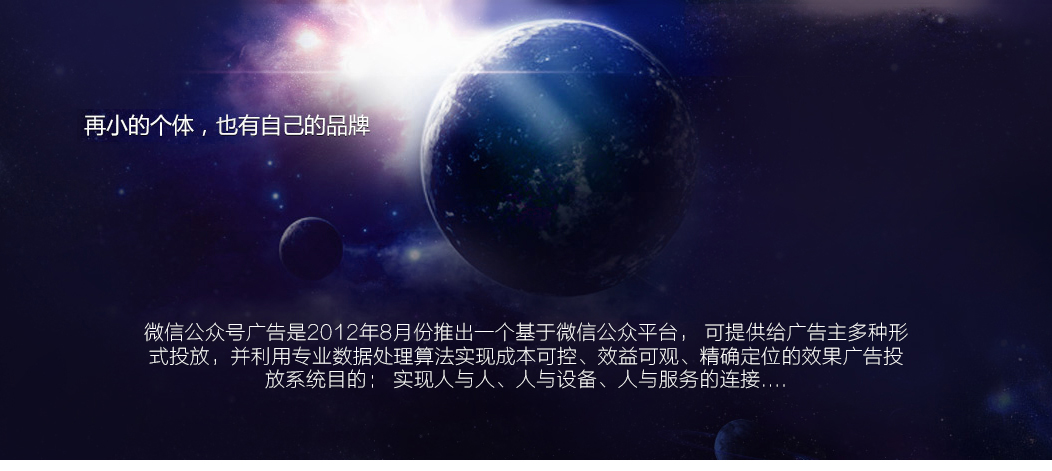 再小的个体，也有自己的品牌
微信公众号广告是2012年8月份推出一个基于微信公众平台， 可提供给广告主多种形
式投放，并利用专业数据处理算法实现成本可控、效益可观、精确定位的效果广告投
放系统目的； 实现人与人、人与设备、人与服务的连接....